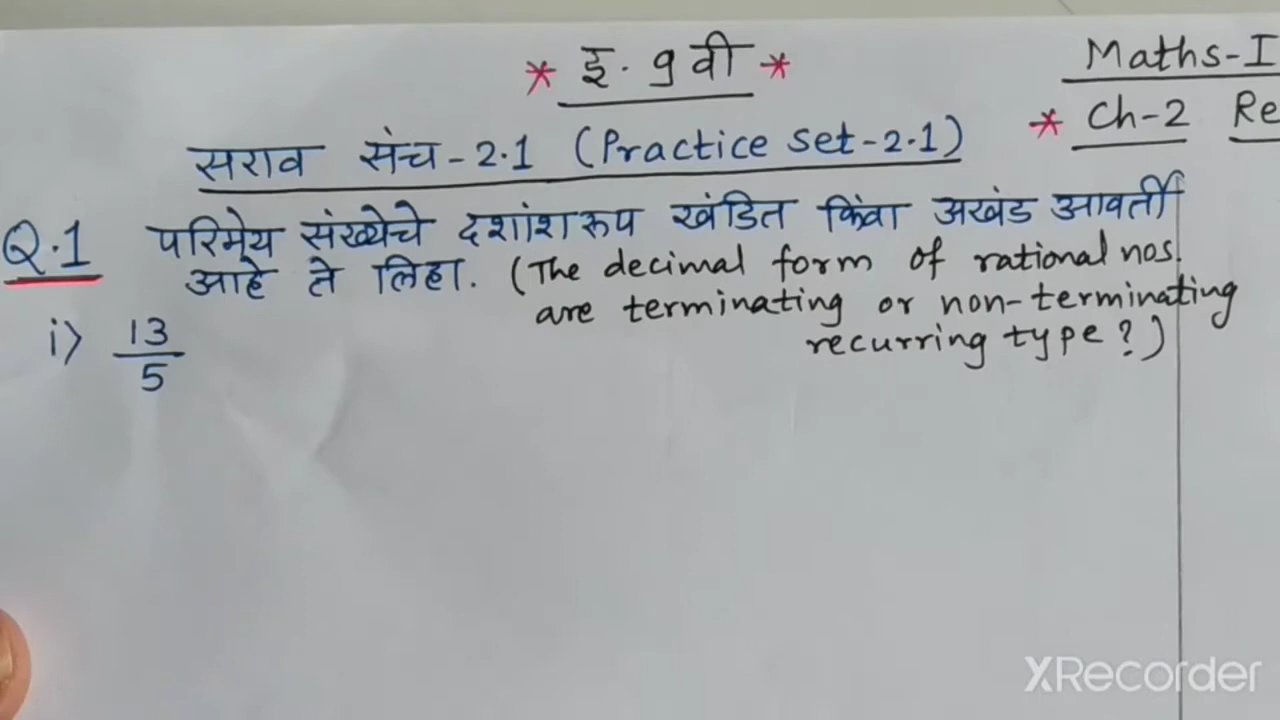 * इ. 9 वी *
Maths-I
* Ch-2 Re
सराव संच - 2.1 (Practice set-2.1)
Q.1 परिमेय संख्येचे दशांशरूप खंडित किंवा अखंड आवर्ती
आहे ते लिहा. (The decimal form of rational nos.
are terminating or non-terminating
recurring type?)
i) 13/5
XRecorder